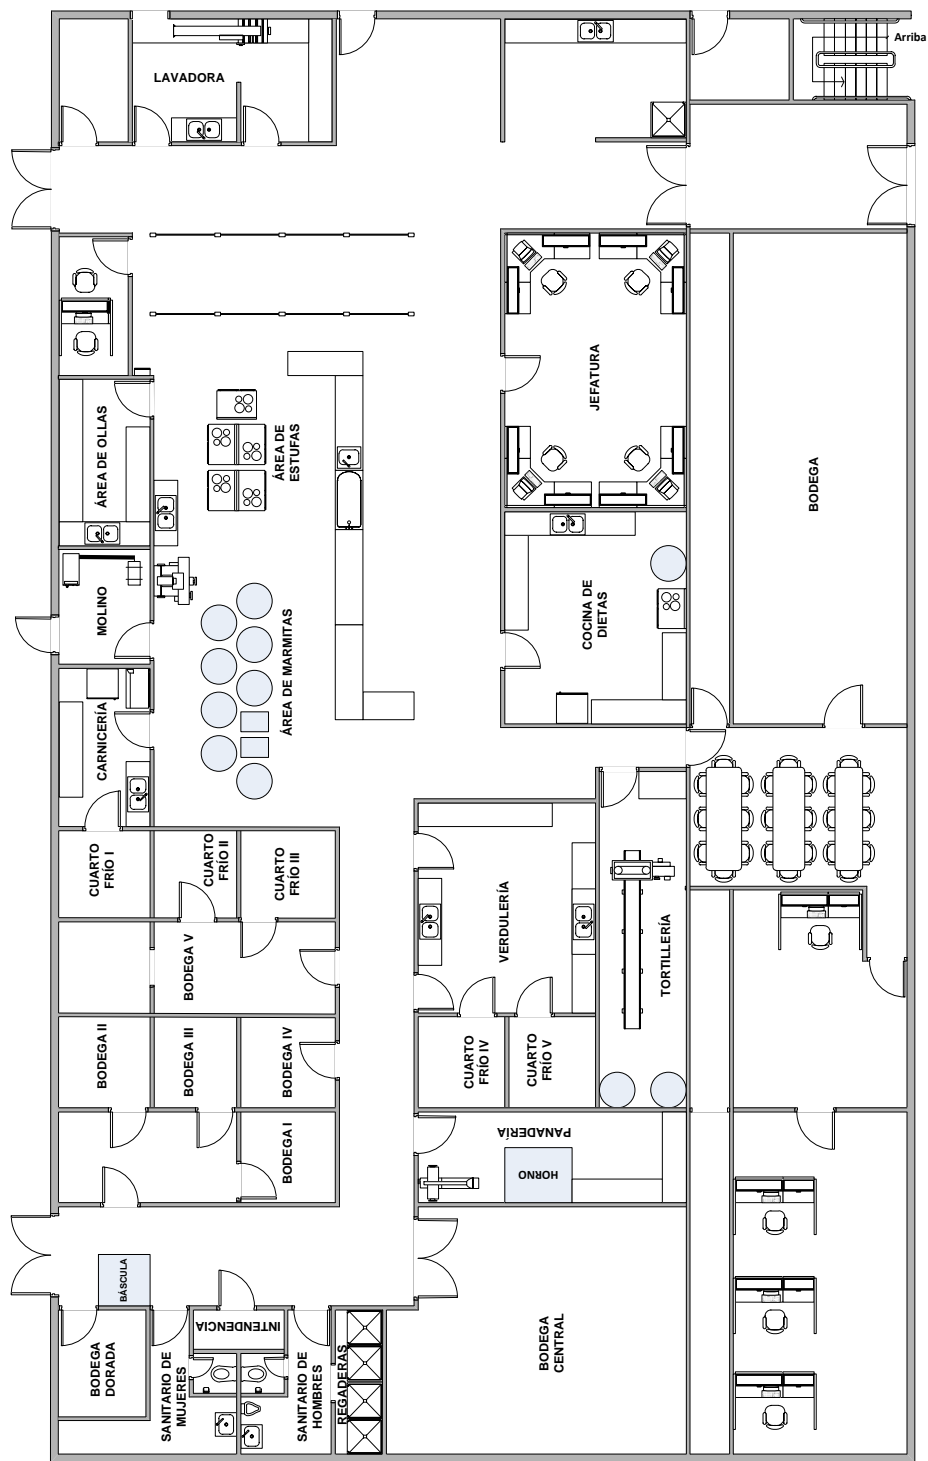 Arriba
LAVADORA
JEFATURA
ÁREA DE OLLAS
ÁREA DE
ESTUFAS
BODEGA
MOLINO
COCINA DE
DIETAS
ÁREA DE MARMITAS
CARNICERÍA
CUARTO
FRÍO I
CUARTO
FRÍO II
CUARTO
FRÍO III
VERDULERÍA
TORTILLERÍA
BODEGA V
BODEGA II
BODEGA III
BODEGA IV
CUARTO
FRÍO IV
CUARTO
FRÍO V
BODEGA I
PANADERÍA
HORNO
BÁSCULA
INTENDENCIA
BODEGA
DORADA
SANITARIO DE
MUJERES
SANITARIO DE
HOMBRES
REGADERAS
BODEGA
CENTRAL